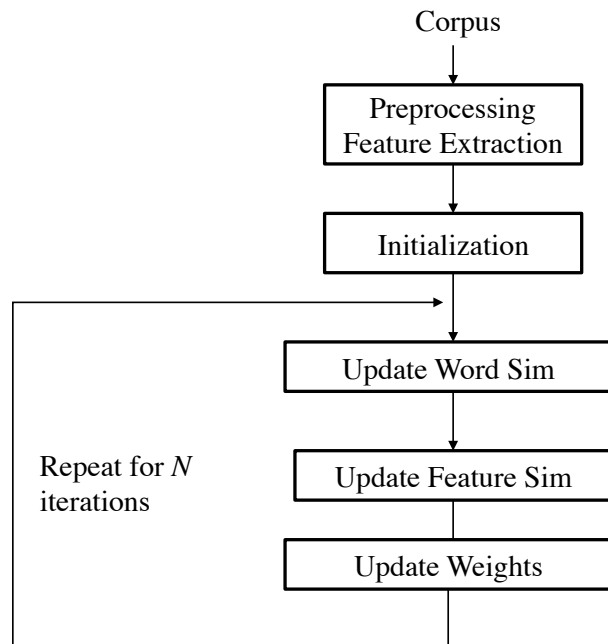 Corpus
Preprocessing
Feature Extraction
Initialization
Update Word Sim
Repeat for N
iterations
Update Feature Sim
Update Weights